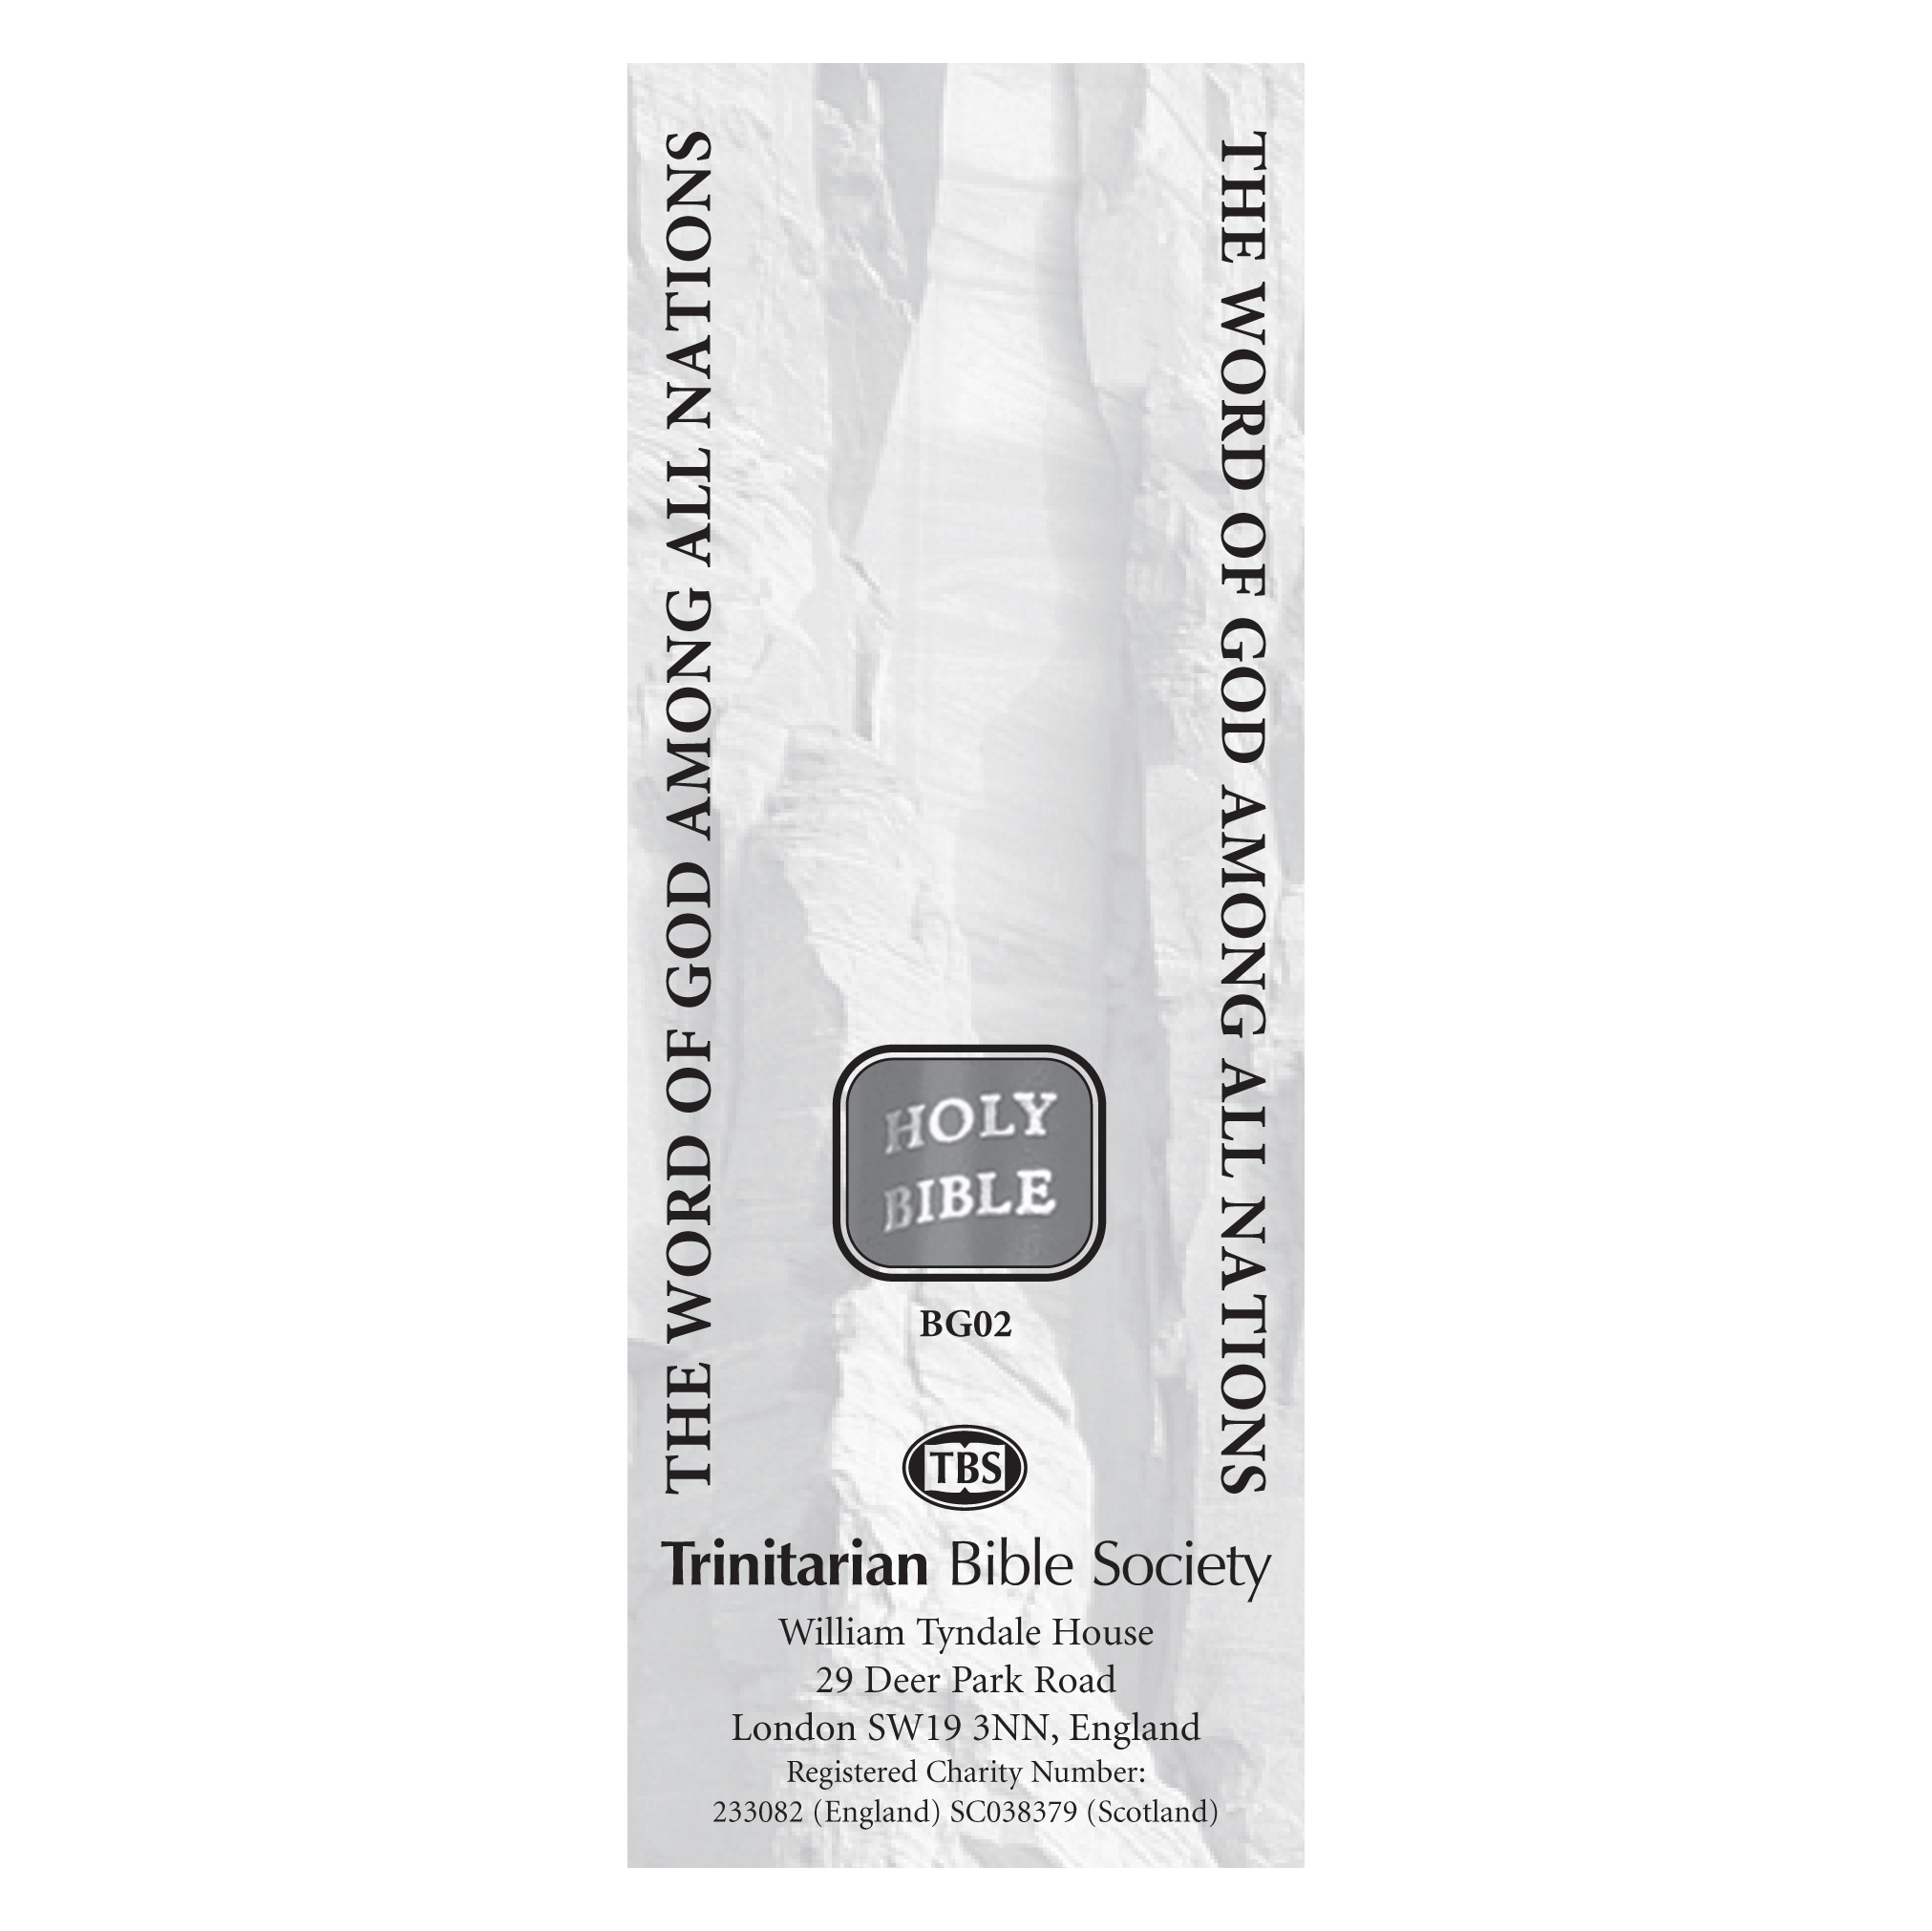 THE WORD OF GOD AMONG ALL NATIONS
THE WORD OF GOD AMONG ALL NATIONS
HOLY
BIBLE
BG02
TBS
Trinitarian Bible Society
William Tyndale House
29 Deer Park Road
London SW19 3NN, England
Registered Charity Number:
233082 (England) SC038379 (Scotland)